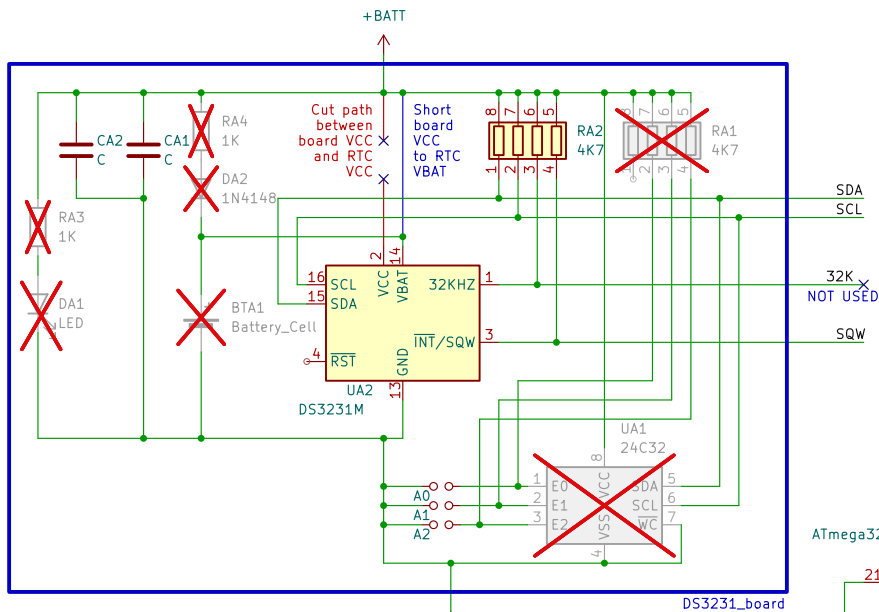 +BATT
Cut path
between
board VCC
and RTC
VCC
Short
board
VCC
to RTC
VBAT
CA2
C
CA1
C
RA4
1K
DA2
1N4148
8 7 6 5
RA2
4K7
1 2 3 4
8 7 6 5
RA1
4K7
1 2 3 4
SDA
SCL
RA3
1K
2
14
16 SCL
15 SDA
VCC
VBAT
32KHZ 1
32K
NOT USED
DA1
LED
BTA1
Battery_Cell
4 RST
INT/SQW 3
SQW
GND
13
UA2
DS3231M
UA1
24C32
8
VCC
1 E0
2 E1
3 E2
SDA 5
SCL 6
WC 7
VSS
4
A0
A1
A2
ATmega32
21
DS3231_board